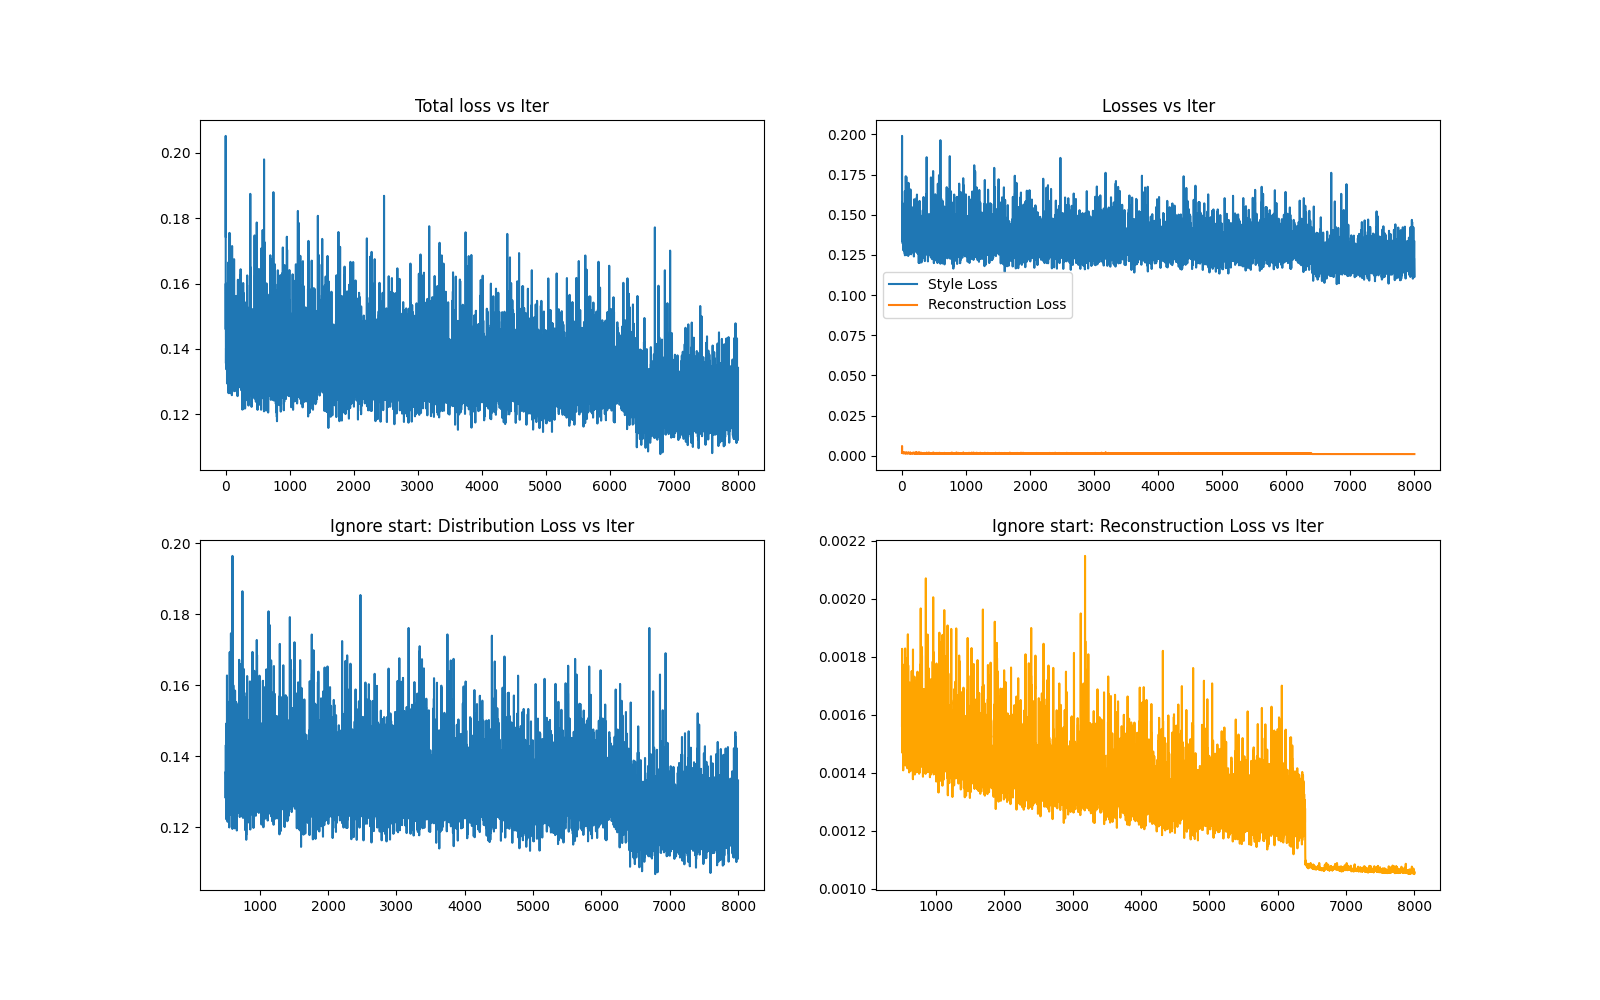 Total loss vs Iter
0.20
0.18
0.16
0.14
0.12
0 1000 2000 3000 4000 5000 6000 7000 8000
Losses vs Iter
0.200
0.175
0.150
0.125
0.100
0.075
0.050
0.025
0.000
Style Loss
Reconstruction Loss
0 1000 2000 3000 4000 5000 6000 7000 8000
Ignore start: Distribution Loss vs Iter
0.20
0.18
0.16
0.14
0.12
1000 2000 3000 4000 5000 6000 7000 8000
Ignore start: Reconstruction Loss vs Iter
0.0022
0.0020
0.0018
0.0016
0.0014
0.0012
0.0010
1000 2000 3000 4000 5000 6000 7000 8000